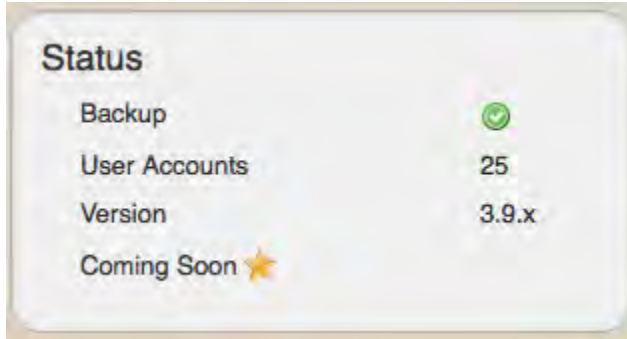 Status
Backup
User Accounts 25
Version 3.9.x
Coming Soon